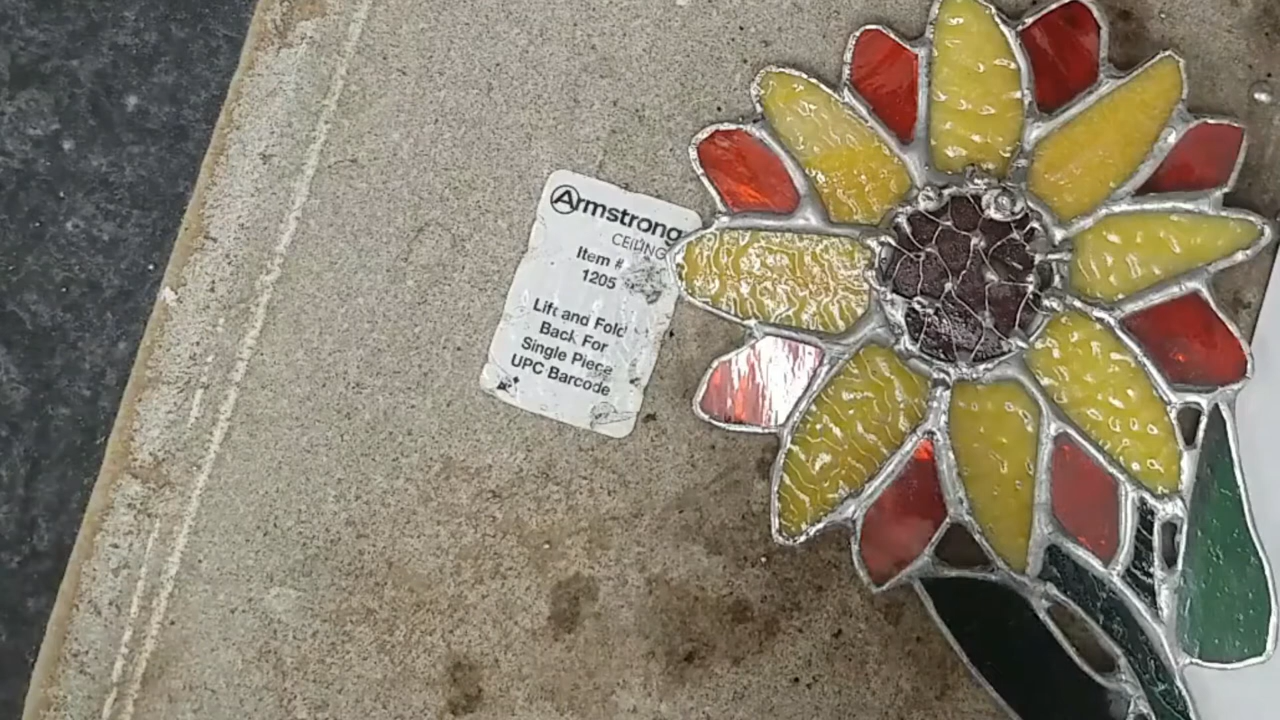 Armstrong
CEILING
Item #
1205
Lift and Fold
Back For
Single Piece
UPC Barcode